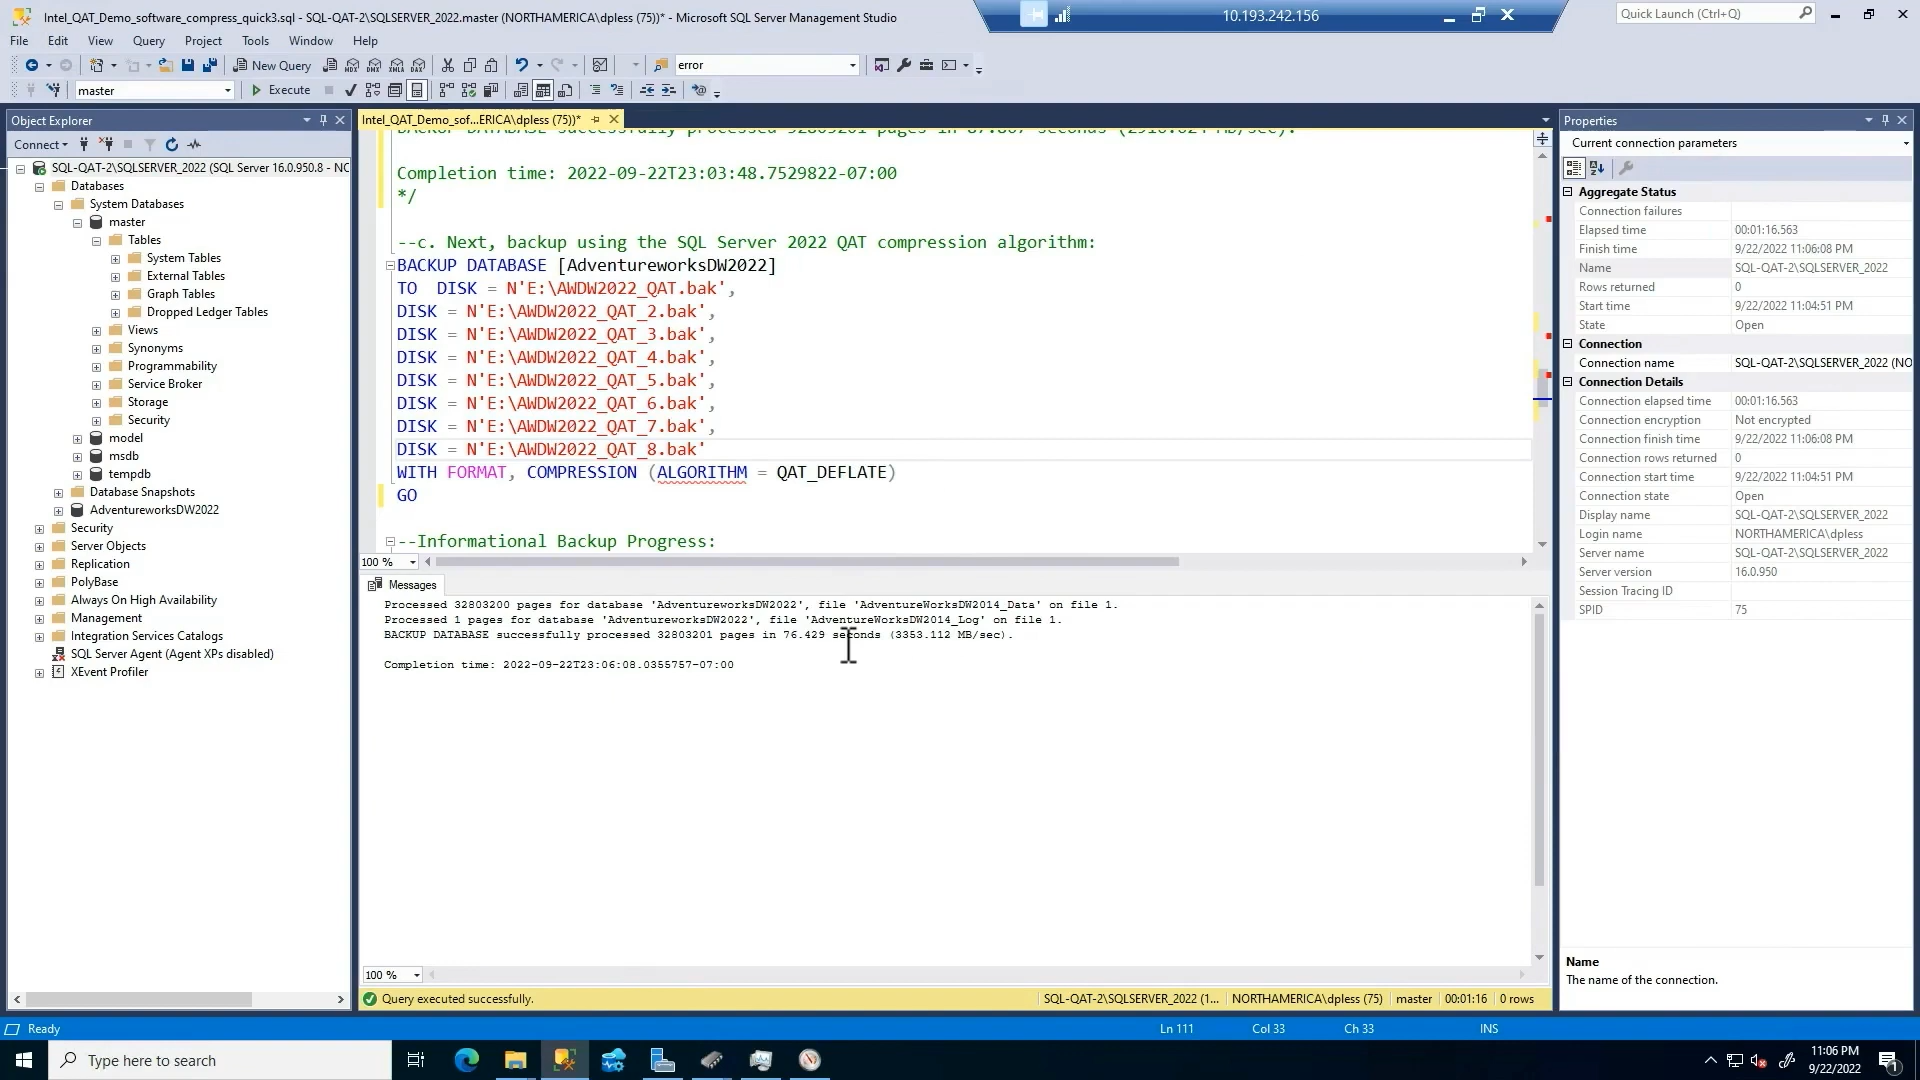 Intel_QAT_Demo_software_compress_quick3.sql - SQL-QAT-2\SQLSERVER_2022.master (NORTHAMERICA\dpless (75))* - Microsoft SQL Server Management Studio
10.193.242.156
Quick Launch (Ctrl+Q)
File Edit View Query Project Tools Window Help
New Query
MDX DMX XMLA DAX
error
master
Execute
Object Explorer
Connect
SQL-QAT-2\SQLSERVER_2022 (SQL Server 16.0.950.8 - NC
Databases
System Databases
master
Tables
System Tables
External Tables
Graph Tables
Dropped Ledger Tables
Views
Synonyms
Programmability
Service Broker
Storage
Security
model
msdb
tempdb
Database Snapshots
AdventureworksDW2022
Security
Server Objects
Replication
PolyBase
Always On High Availability
Management
Integration Services Catalogs
SQL Server Agent (Agent XPs disabled)
XEvent Profiler
Intel_QAT_Demo_sof...ERICA\dpless (75))*
BACKUP DATABASE successfully processed 32803201 pages in 87.807 seconds (2918.624 MB/sec).
Completion time: 2022-09-22T23:03:48.7529822-07:00
*/
--c. Next, backup using the SQL Server 2022 QAT compression algorithm:
BACKUP DATABASE [AdventureworksDW2022]
TO  DISK = N'E:\AWDW2022_QAT.bak',
DISK = N'E:\AWDW2022_QAT_2.bak',
DISK = N'E:\AWDW2022_QAT_3.bak',
DISK = N'E:\AWDW2022_QAT_4.bak',
DISK = N'E:\AWDW2022_QAT_5.bak',
DISK = N'E:\AWDW2022_QAT_6.bak',
DISK = N'E:\AWDW2022_QAT_7.bak',
DISK = N'E:\AWDW2022_QAT_8.bak'
WITH FORMAT, COMPRESSION (ALGORITHM = QAT_DEFLATE)
GO
--Informational Backup Progress:
100 %
Messages
Processed 32803200 pages for database 'AdventureworksDW2022', file 'AdventureWorksDW2014_Data' on file 1.
Processed 1 pages for database 'AdventureworksDW2022', file 'AdventureWorksDW2014_Log' on file 1.
BACKUP DATABASE successfully processed 32803201 pages in 76.429 seconds (3353.112 MB/sec).
Completion time: 2022-09-22T23:06:08.0355757-07:00
100 %
Query executed successfully.
SQL-QAT-2\SQLSERVER_2022 (1... NORTHAMERICA\dpless (75) master 00:01:16 0 rows
Properties
Current connection parameters
Aggregate Status
Connection failures
Elapsed time 00:01:16.563
Finish time 9/22/2022 11:06:08 PM
Name SQL-QAT-2\SQLSERVER_2022
Rows returned 0
Start time 9/22/2022 11:04:51 PM
State Open
Connection
Connection name SQL-QAT-2\SQLSERVER_2022 (NO
Connection Details
Connection elapsed time 00:01:16.563
Connection encryption Not encrypted
Connection finish time 9/22/2022 11:06:08 PM
Connection rows returned 0
Connection start time 9/22/2022 11:04:51 PM
Connection state Open
Display name SQL-QAT-2\SQLSERVER_2022
Login name NORTHAMERICA\dpless
Server name SQL-QAT-2\SQLSERVER_2022
Server version 16.0.950
Session Tracing ID
SPID 75
Name
The name of the connection.
Ready
Ln 111 Col 33 Ch 33 INS
Type here to search
11:06 PM
9/22/2022
1